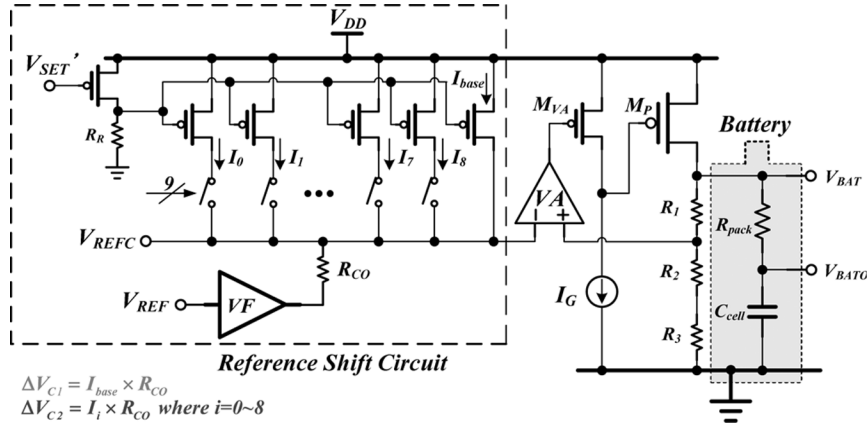 V_DD
V_SET'
I_base
M_VA
M_P
Battery
R_R
I_0
I_1
I_7
I_8
9
VA
- +
V_BAT
R_1
R_pack
V_REFC
R_CO
R_2
V_BATO
V_REF
VF
I_G
C_cell
R_3
Reference Shift Circuit
ΔV_C1 = I_base × R_CO
ΔV_C2 = I_i × R_CO where i=0~8